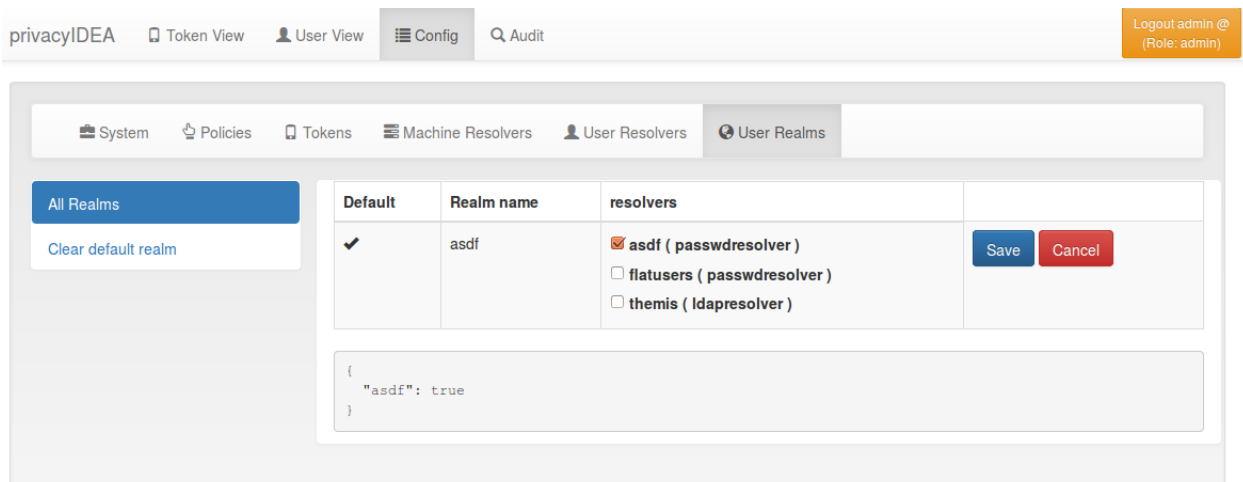 privacyIDEA Token View User View Config Audit Logout admin @
(Role: admin)
System Policies Tokens Machine Resolvers User Resolvers User Realms
All Realms
Clear default realm
Default Realm name resolvers
asdf asdf ( passwdresolver ) Save Cancel
flatusers ( passwdresolver )
themis ( ldapresolver )
{
"asdf": true
}